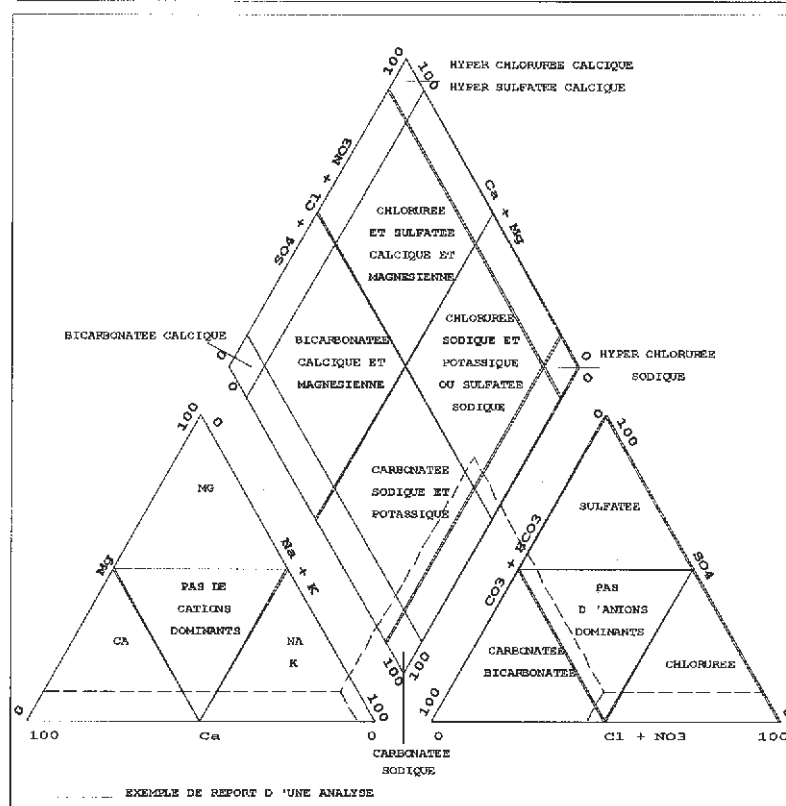 100
100
HYPER CHLORUREE CALCIQUE
HYPER SULFATEE CALCIQUE
SO4 + Cl + NO3
Ca + Mg
CHLORUREE
ET SULFATEE
CALCIQUE ET
MAGNESIENNE
BICARBONATEE CALCIQUE
BICARBONATEE
CALCIQUE ET
MAGNESIENNE
CHLORUREE
SODIQUE ET
POTASSIQUE
OU SULFATEE
SODIQUE
0
0
0
0
HYPER CHLORUREE
SODIQUE
CARBONATEE
SODIQUE ET
POTASSIQUE
100
0
0
100
MG
SULFATEE
Mg
Na + K
CO3 + HCO3
SO4
PAS DE
CATIONS
DOMINANTS
CA
NA
K
PAS
D 'ANIONS
DOMINANTS
CARBONATEE
BICARBONATEE
CHLORUREE
0
100
100
100
100
0
100
Ca
0
0
Cl + NO3
100
CARBONATEE
SODIQUE
EXEMPLE DE REPORT D 'UNE ANALYSE